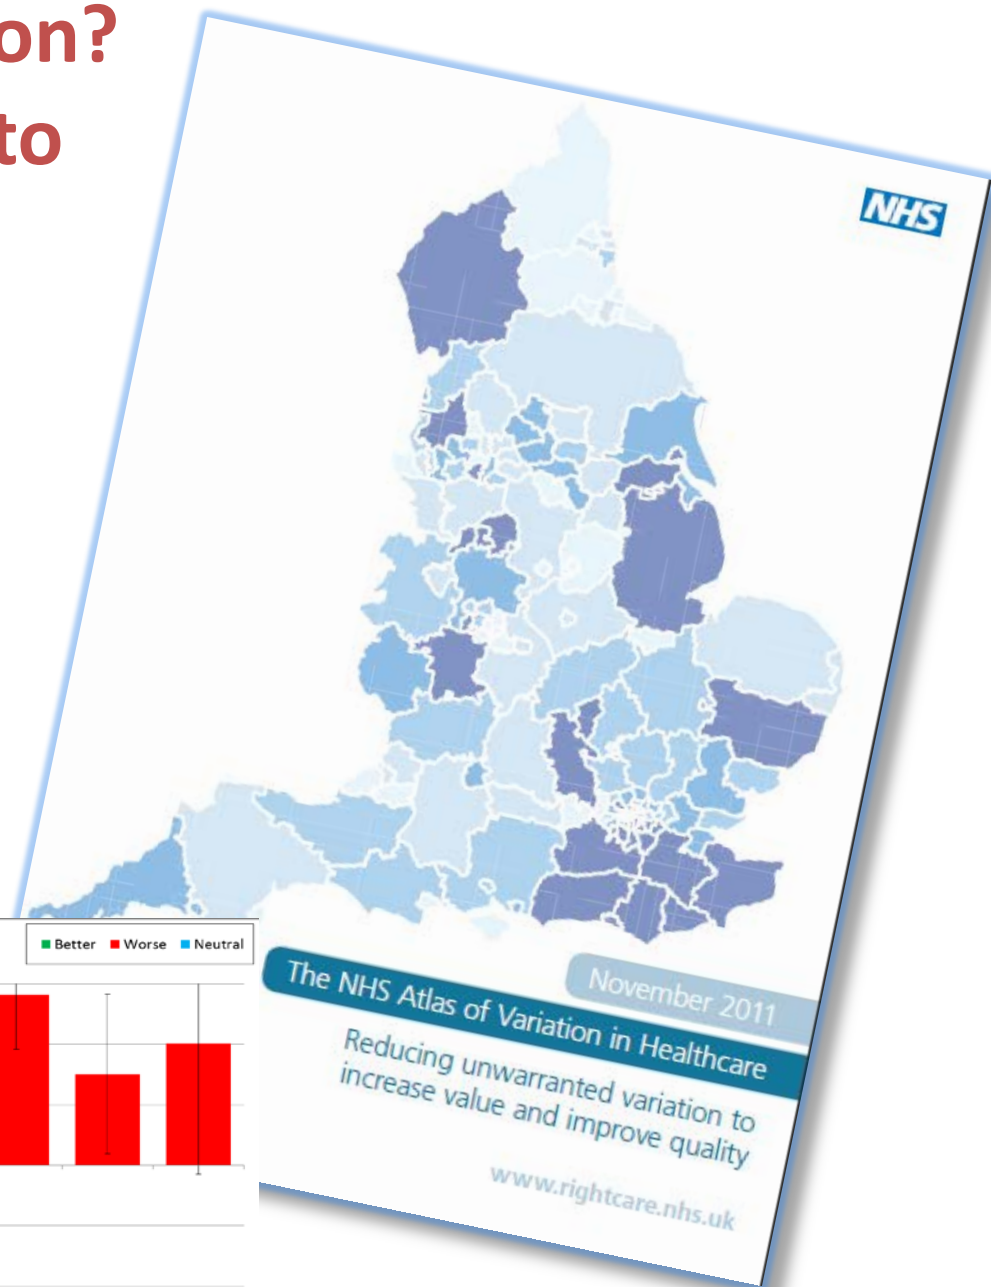 on?
to
NHS
Better Worse Neutral
November 2011
The NHS Atlas of Variation in Healthcare
Reducing unwarranted variation to
increase value and improve quality
www.rightcare.nhs.uk